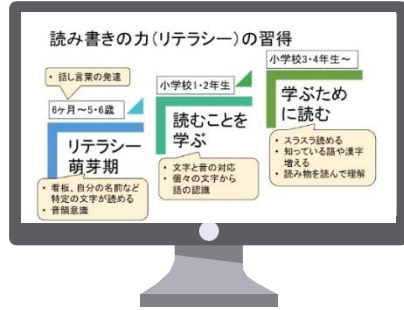 読み書きの力(リテラシー)の習得
・ 話し言葉の発達
6ヶ月～5・6歳
リテラシー
萌芽期
・ 看板、自分の名前など
特定の文字が読める
・ 音韻意識
小学校1・2年生
読むことを
学ぶ
・ 文字と音の対応
・ 個々の文字から
語の認識
小学校3・4年生～
学ぶため
に読む
・ スラスラ読める
・ 知っている語や漢字
増える
・ 読み物を読んで理解